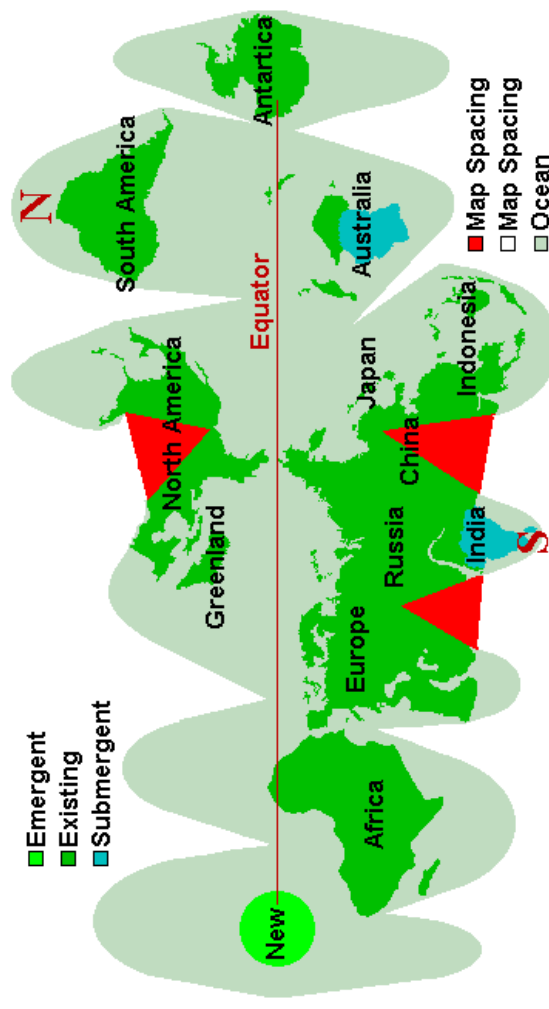 N
Emergent
Existing
Submergent
South America
North America
Greenland
Equator
Antartica
New
Europe
Australia
Japan
Africa
Russia
China
Indonesia
India
S
Map Spacing
Map Spacing
Ocean